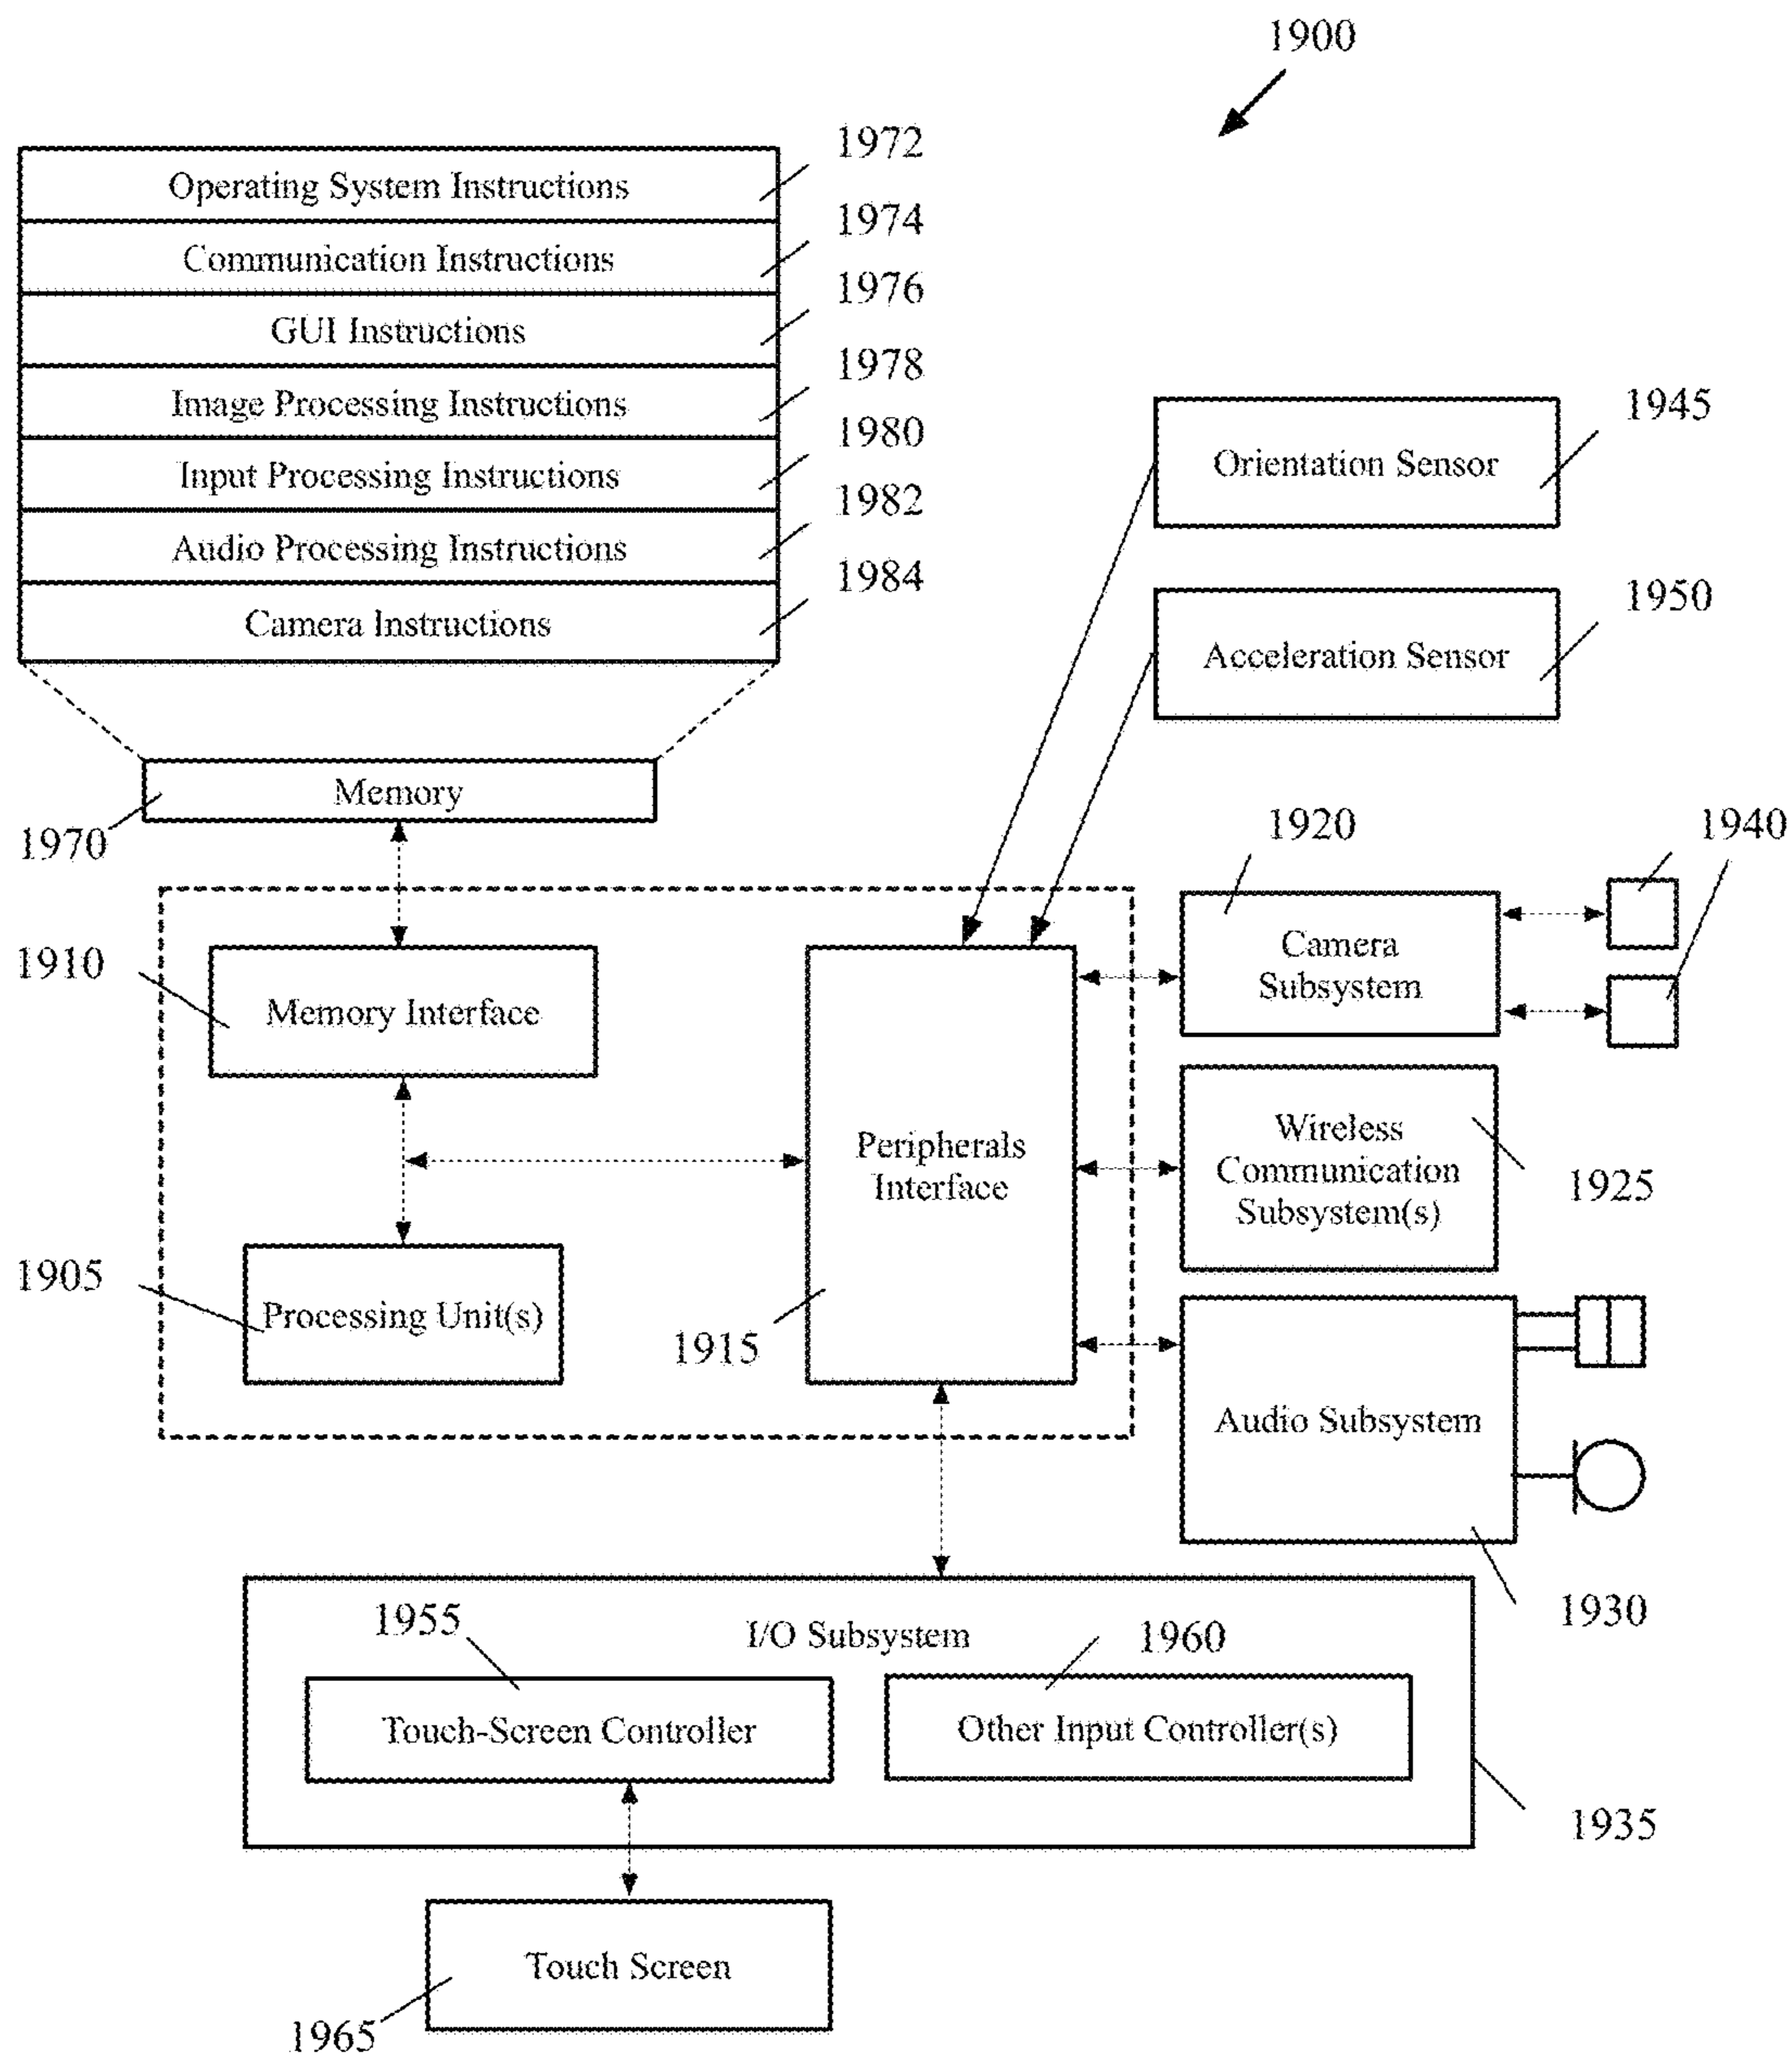 1900
1972
Operating System Instructions
1974
Communication Instructions
1976
GUI Instructions
1978
Image Processing Instructions
1980
Input Processing Instructions
1982
Audio Processing Instructions
1984
Camera Instructions
1945
Orientation Sensor
1950
Acceleration Sensor
Memory
1970
1920
1940
Camera
Subsystem
1910
Memory Interface
Peripherals
Interface
Wireless
Communication
Subsystem(s)
1925
1905
Processing Unit(s)
1915
Audio Subsystem
1930
I/O Subsystem
1955
1960
Touch-Screen Controller
Other Input Controller(s)
1935
Touch Screen
1965